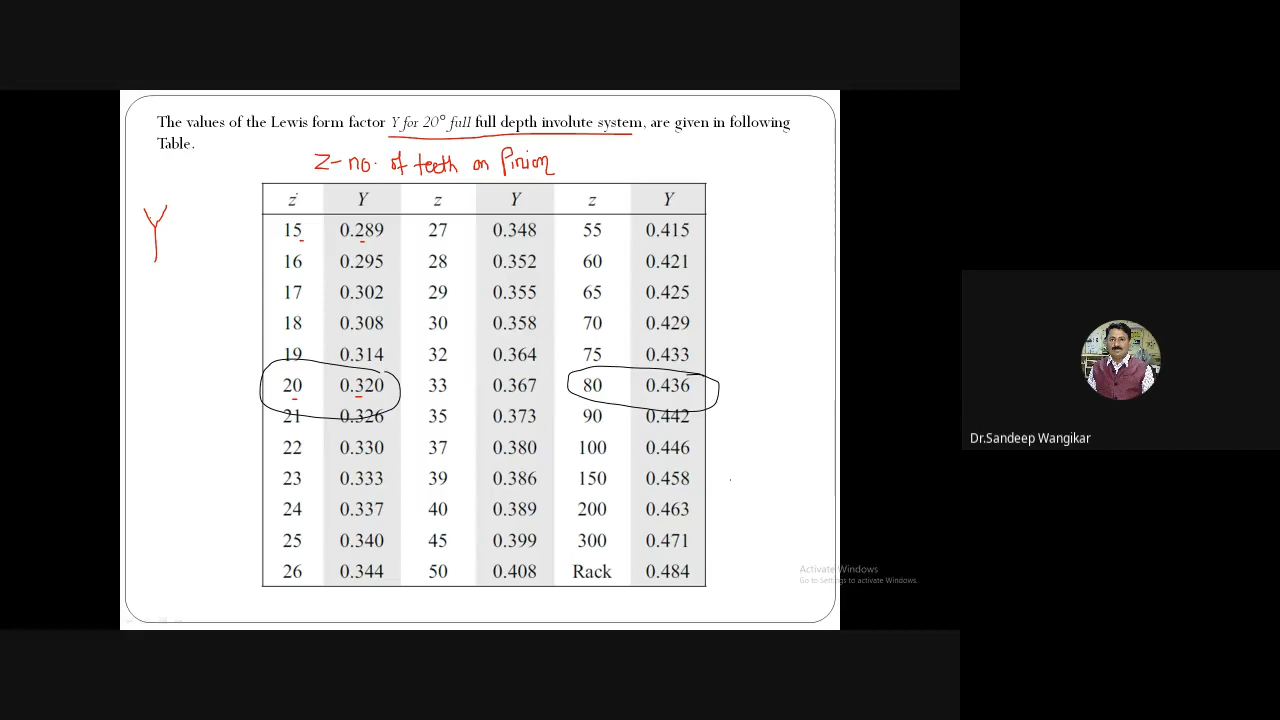 The values of the Lewis form factor Y for 20° full full depth involute system, are given in following
Table.
Z- no. of teeth on Pinion
Y
z Y z Y z Y
15 0.289 27 0.348 55 0.415
16 0.295 28 0.352 60 0.421
17 0.302 29 0.355 65 0.425
18 0.308 30 0.358 70 0.429
19 0.314 32 0.364 75 0.433
20 0.320 33 0.367 80 0.436
21 0.326 35 0.373 90 0.442
22 0.330 37 0.380 100 0.446
23 0.333 39 0.386 150 0.458
24 0.337 40 0.389 200 0.463
25 0.340 45 0.399 300 0.471
26 0.344 50 0.408 Rack 0.484
Activate Windows
Go to Settings to activate Windows.
Dr.Sandeep Wangikar